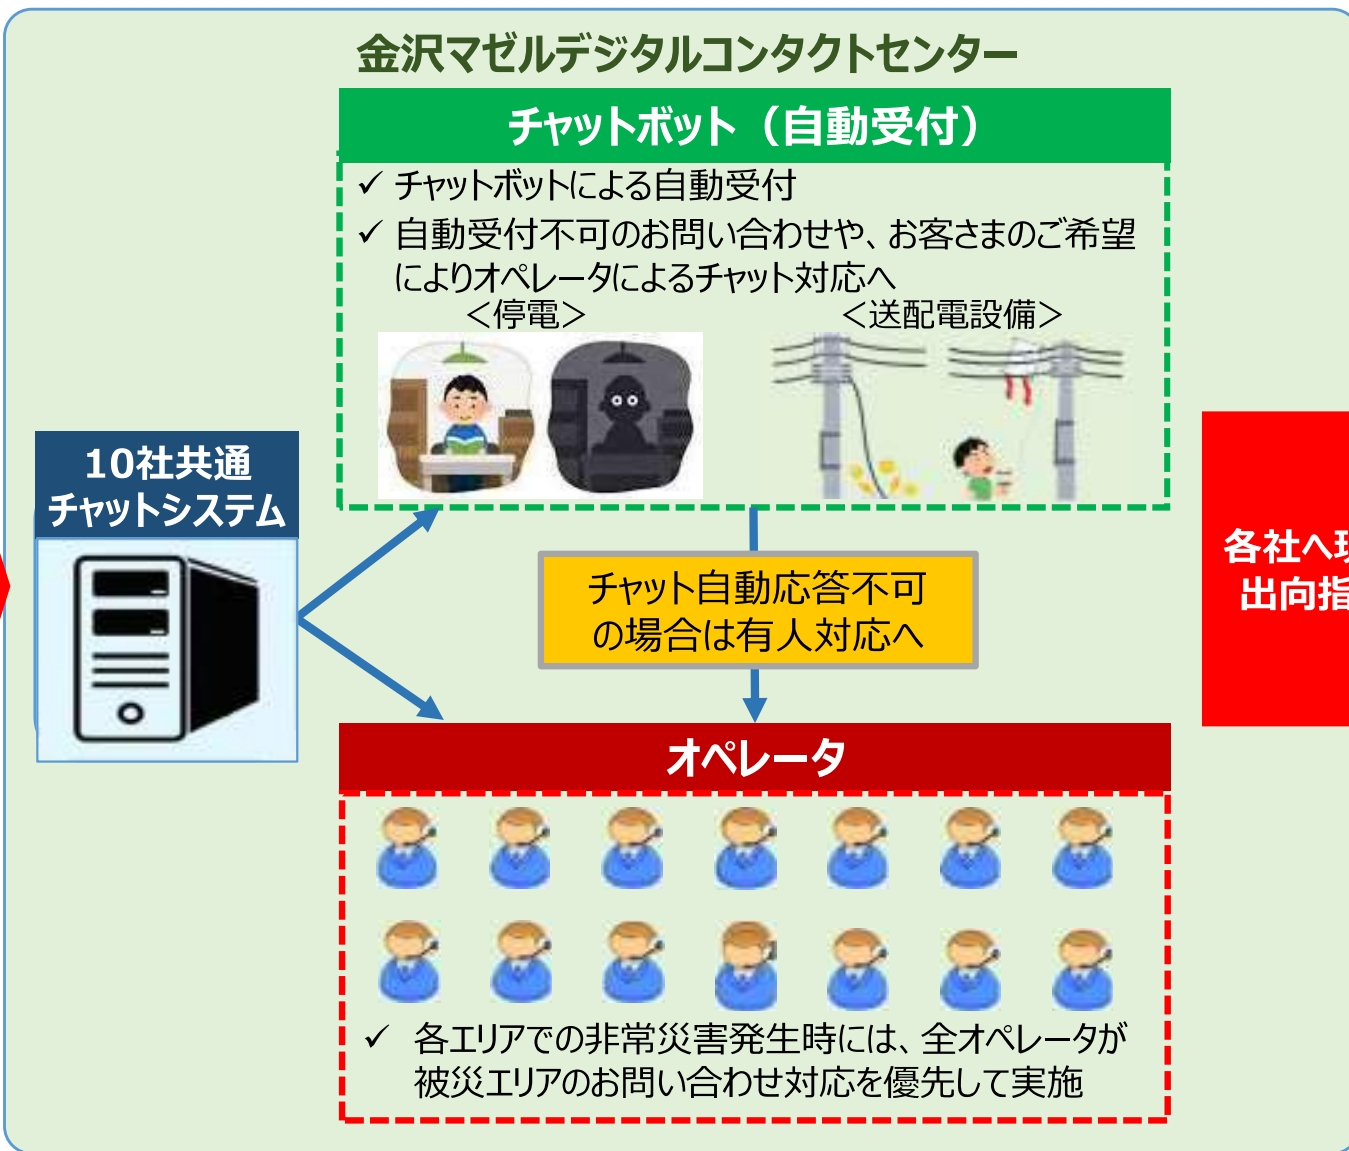 金沢マゼルデジタルコンタクトセンター
チャットボット（自動受付）
✓ チャットボットによる自動受付
✓ 自動受付不可のお問い合わせや、お客さまのご希望
によりオペレータによるチャット対応へ
＜停電＞
＜送配電設備＞
10社共通
チャットシステム
チャット自動応答不可
の場合は有人対応へ
各社へ現
出向指
オペレータ
✓ 各エリアでの非常災害発生時には、全オペレータが
被災エリアのお問い合わせ対応を優先して実施